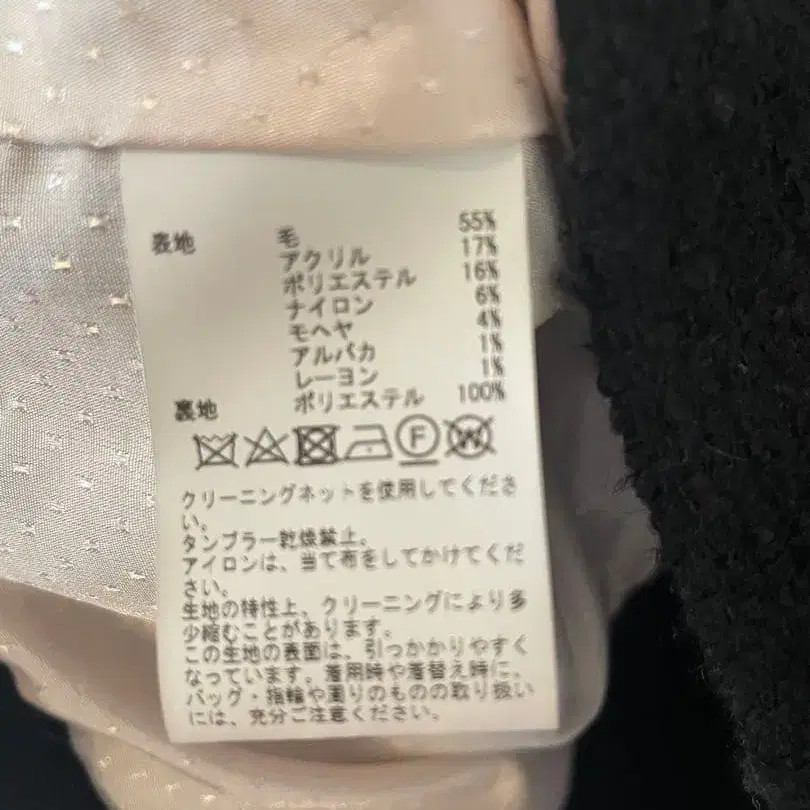 表地 毛 55%
アクリル 17%
ポリエステル 16%
ナイロン 6%
モヘヤ 4%
アルパカ 1%
レーヨン 1%
裏地 ポリエステル 100%
F W
クリーニングネットを使用してくださ
い。
タンブラー乾燥禁止。
アイロンは、当て布をしてかけてくだ
さい。
生地の特性上、クリーニングにより多
少縮むことがあります。
この生地の表面は、引っかかりやすく
なっています。着用時や着替え時に、
バッグ・指輪や周りのものの取り扱い
には、充分ご注意ください。